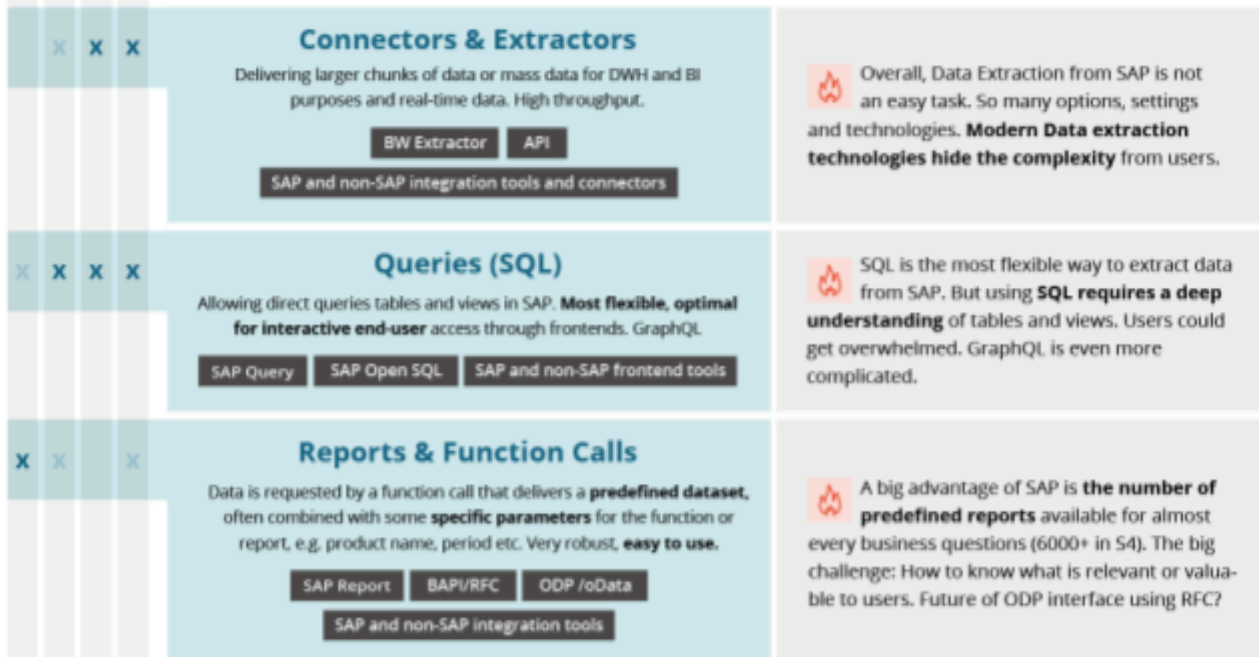 x x x
Connectors & Extractors
Delivering larger chunks of data or mass data for DWH and BI
purposes and real-time data. High throughput.
BW Extractor API
SAP and non-SAP integration tools and connectors
Overall, Data Extraction from SAP is not
an easy task. So many options, settings
and technologies. Modern Data extraction
technologies hide the complexity from users.
x x x x
Queries (SQL)
Allowing direct queries tables and views in SAP. Most flexible, optimal
for interactive end-user access through frontends. GraphQL
SAP Query SAP Open SQL SAP and non-SAP frontend tools
SQL is the most flexible way to extract data
from SAP. But using SQL requires a deep
understanding of tables and views. Users could
get overwhelmed. GraphQL is even more
complicated.
x x x
Reports & Function Calls
Data is requested by a function call that delivers a predefined dataset,
often combined with some specific parameters for the function or
report, e.g. product name, period etc. Very robust, easy to use.
SAP Report BAPI/RFC ODP /oData
SAP and non-SAP integration tools
A big advantage of SAP is the number of
predefined reports available for almost
every business questions (6000+ in S4). The big
challenge: How to know what is relevant or valua-
ble to users. Future of ODP interface using RFC?